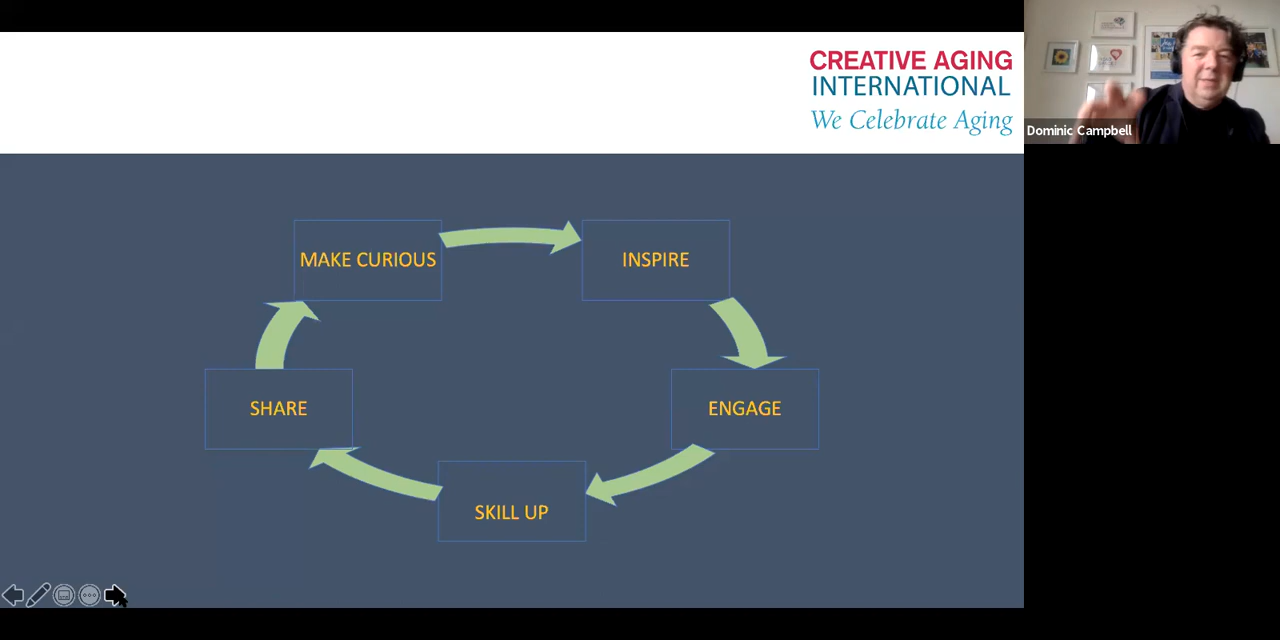 CREATIVE AGING
INTERNATIONAL
We Celebrate Aging
Dominic Campbell
MAKE CURIOUS
INSPIRE
SHARE
ENGAGE
SKILL UP